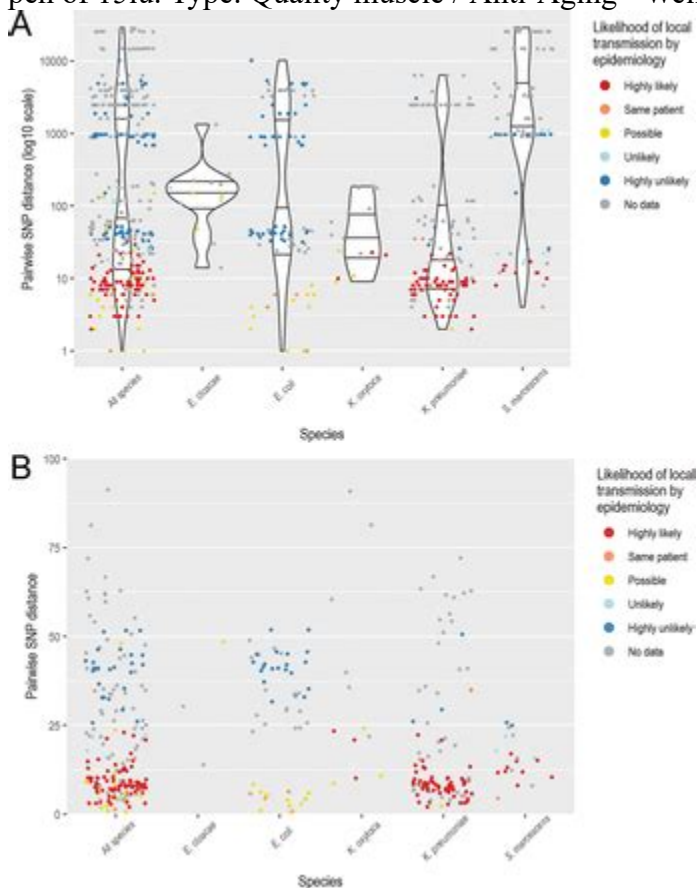 A
Likelihood of local
transmission by
epidemiology
Highly likely
Same patient
Possible
Unlikely
Highly unlikely
No data
Pairwise SNP distance (log10 scale)
10000
1000
100
10
1
All species
E. cloacae
E. coli
K. oxytoca
K. pneumoniae
S. marcescens
Species
B
Likelihood of local
transmission by
epidemiology
Highly likely
Same patient
Possible
Unlikely
Highly unlikely
No data
Pairwise SNP distance
100
75
50
25
0
All species
E. cloacae
E. coli
K. oxytoca
K. pneumoniae
S. marcescens
Species